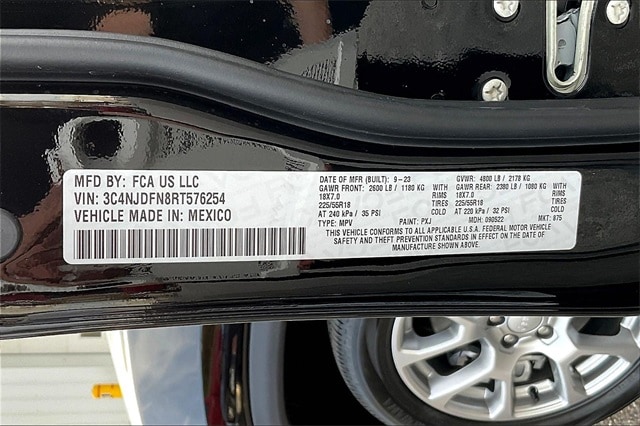 MFD BY: FCA US LLC
VIN: 3C4NJDFN8RT576254
VEHICLE MADE IN: MEXICO
DATE OF MFR (BUILT): 9-23 GVWR: 4800 LB / 2178 KG
GAWR FRONT: 2600 LB / 1180 KG GAWR REAR: 2380 LB / 1080 KG
18X7.0 RIMS 18X7.0 RIMS
225/55R18 TIRES 225/55R18 TIRES
AT 240 kPa / 35 PSI AT 220 kPa / 32 PSI
TYPE: MPV PAINT: PXJ MDH: 090522 MKT: 875
THIS VEHICLE CONFORMS TO ALL APPLICABLE U.S.A. FEDERAL MOTOR VEHICLE
SAFETY AND THEFT PREVENTION STANDARDS IN EFFECT ON THE DATE OF
MANUFACTURE SHOWN ABOVE.